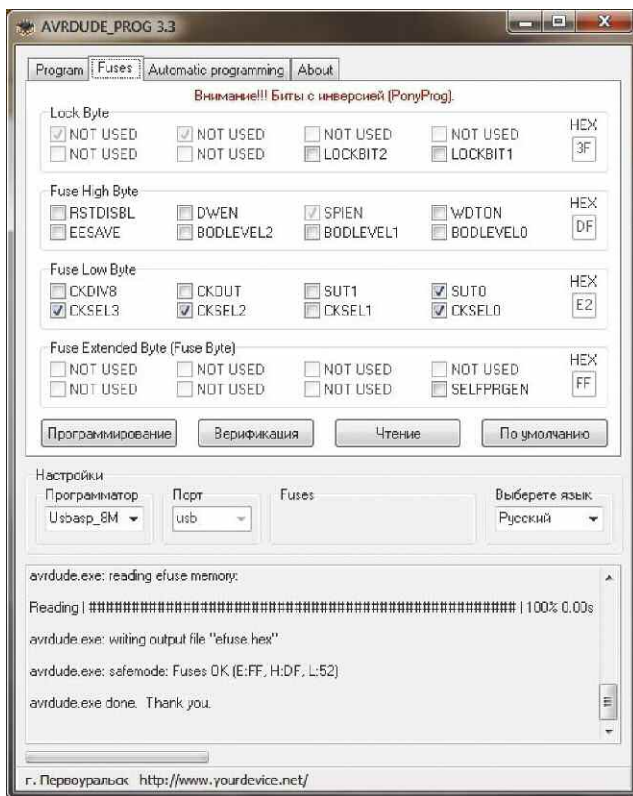 AVRDUDE_PROG 3.3
Program Fuses Automatic programming About
Внимание!!! Биты с инверсией (PonyProg).
Lock Byte
NOT USED NOT USED NOT USED NOT USED HEX
NOT USED NOT USED LOCKBIT2 LOCKBIT1 3F
Fuse High Byte
RSTDISBL DWEN SPIEN WDTON HEX
EESAVE BODLEVEL2 BODLEVEL1 BODLEVEL0 DF
Fuse Low Byte
CKDIV8 CKOUT SUT1 SUT0 HEX
CKSEL3 CKSEL2 CKSEL1 CKSEL0 E2
Fuse Extended Byte (Fuse Byte)
NOT USED NOT USED NOT USED NOT USED HEX
NOT USED NOT USED NOT USED SELFPRGEN FF
Программирование Верификация Чтение По умолчанию
Настройки
Программатор Порт Fuses Выберете язык
Usbasp_8M usb Русский
avrdude.exe: reading efuse memory:
Reading | ################################################## | 100% 0.00s
avrdude.exe: writing output file "efuse.hex"
avrdude.exe: safemode: Fuses OK (E:FF, H:DF, L:52)
avrdude.exe done. Thank you.
г. Первоуральск http://www.yourdevice.net/